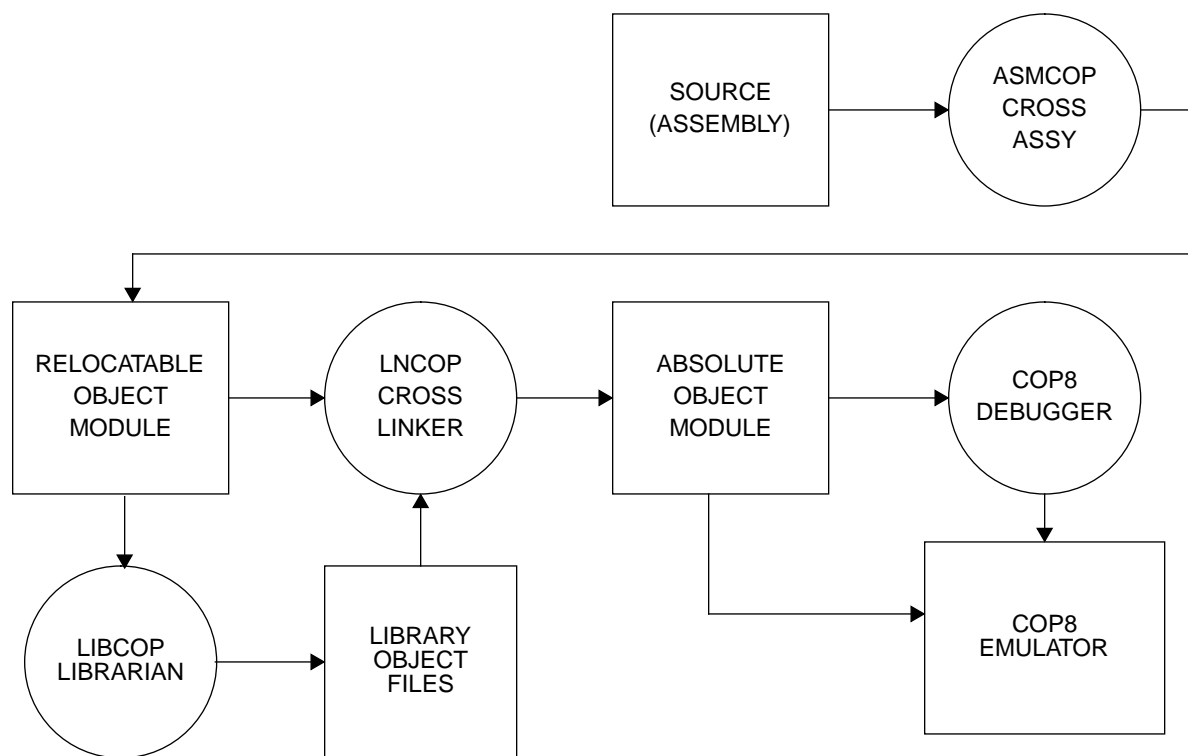 SOURCE
(ASSEMBLY)
ASMCOP
CROSS
ASSY
RELOCATABLE
OBJECT
MODULE
LNCOP
CROSS
LINKER
ABSOLUTE
OBJECT
MODULE
COP8
DEBUGGER
LIBCOP
LIBRARIAN
LIBRARY
OBJECT
FILES
COP8
EMULATOR